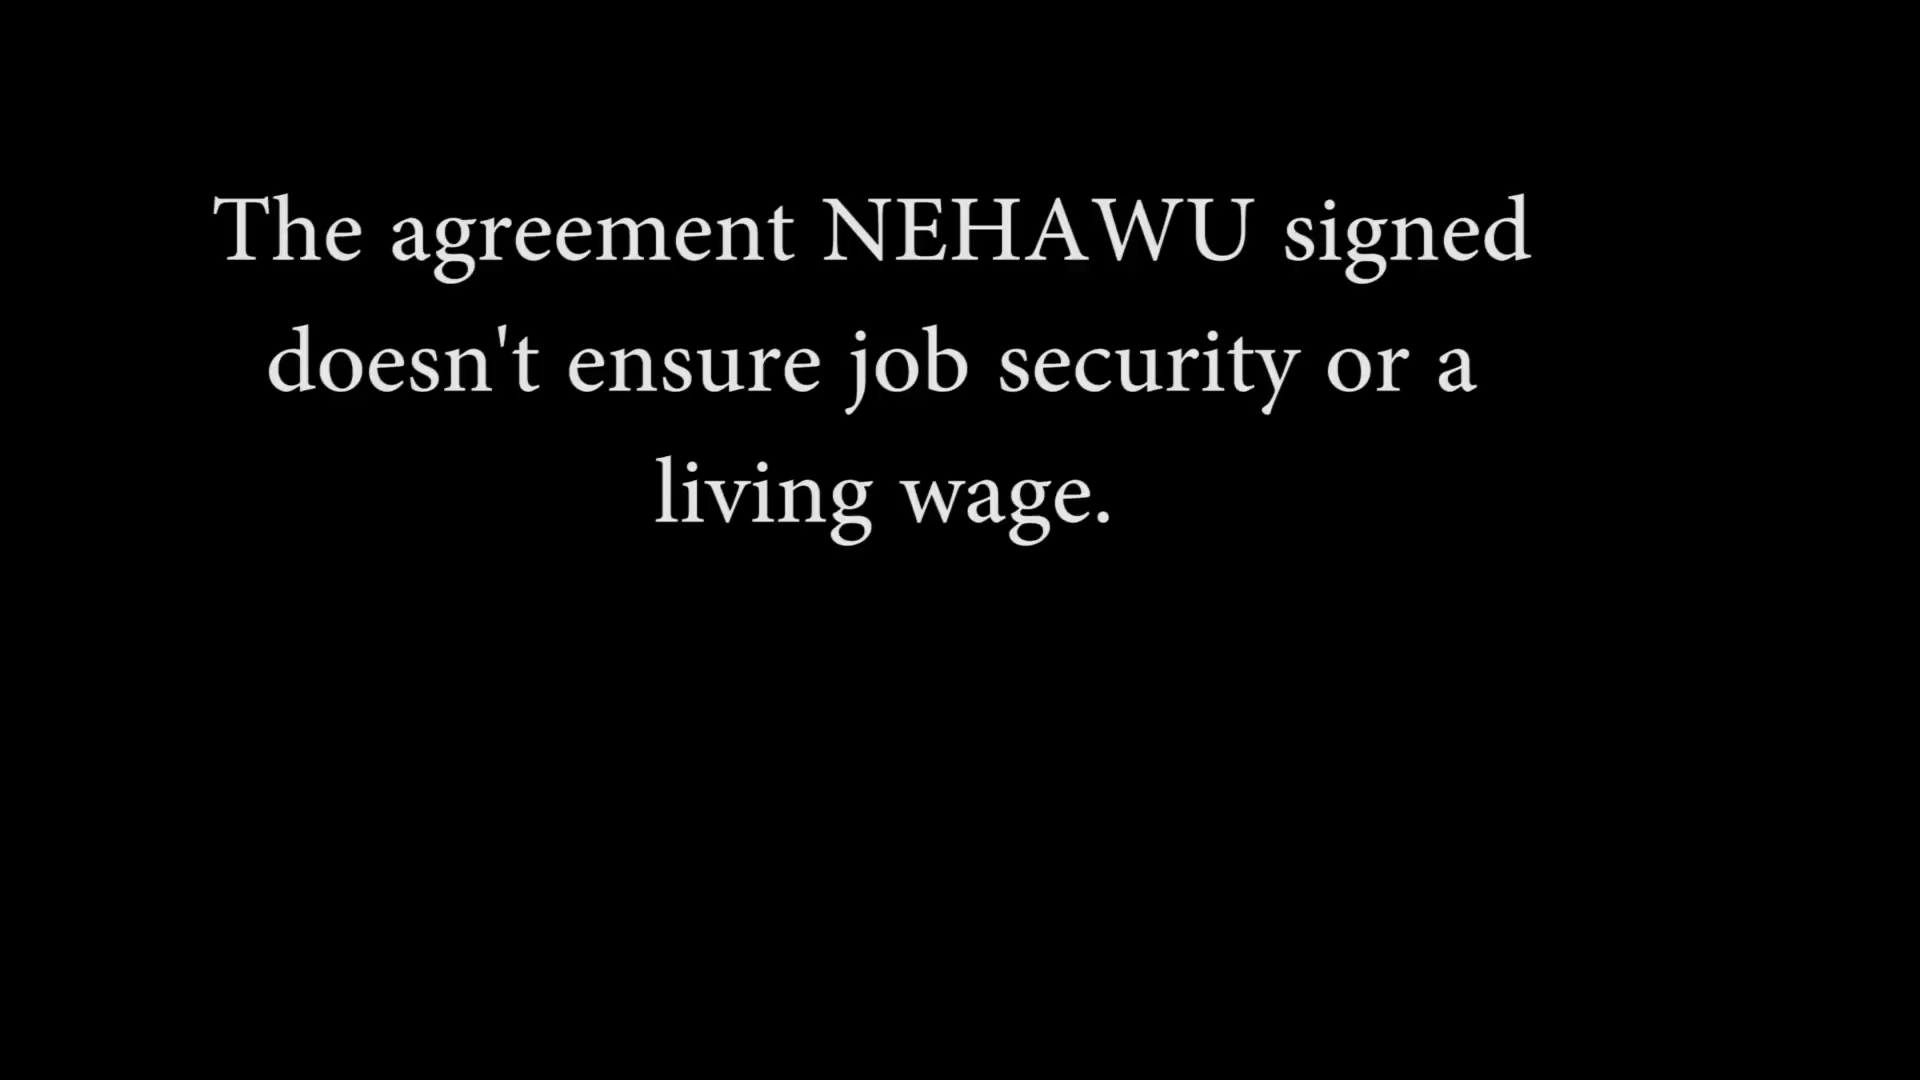 The agreement NEHAWU signed
doesn't ensure job security or a
living wage.